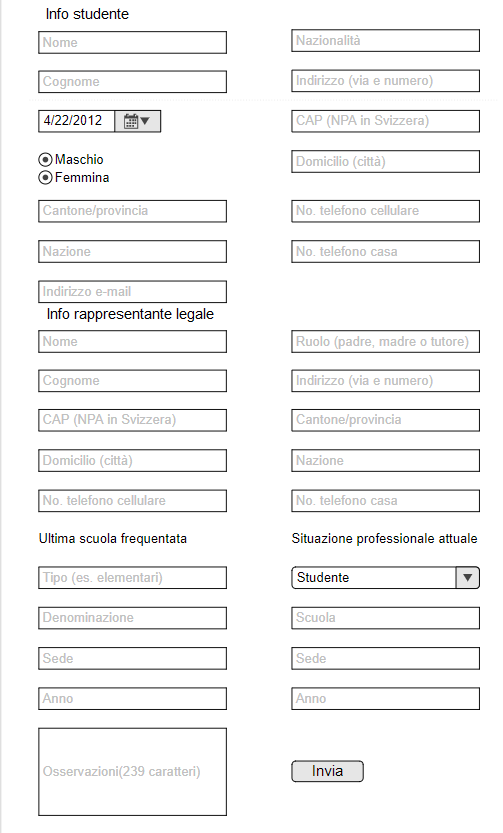 Info studente
Nome
Nazionalità
Cognome
Indirizzo (via e numero)
4/22/2012
CAP (NPA in Svizzera)
Maschio
Domicilio (città)
Femmina
Cantone/provincia
No. telefono cellulare
Nazione
No. telefono casa
Indirizzo e-mail
Info rappresentante legale
Nome
Ruolo (padre, madre o tutore)
Cognome
Indirizzo (via e numero)
CAP (NPA in Svizzera)
Cantone/provincia
Domicilio (città)
Nazione
No. telefono cellulare
No. telefono casa
Ultima scuola frequentata
Situazione professionale attuale
Tipo (es. elementari)
Studente
Denominazione
Scuola
Sede
Sede
Anno
Anno
Osservazioni(239 caratteri)
Invia